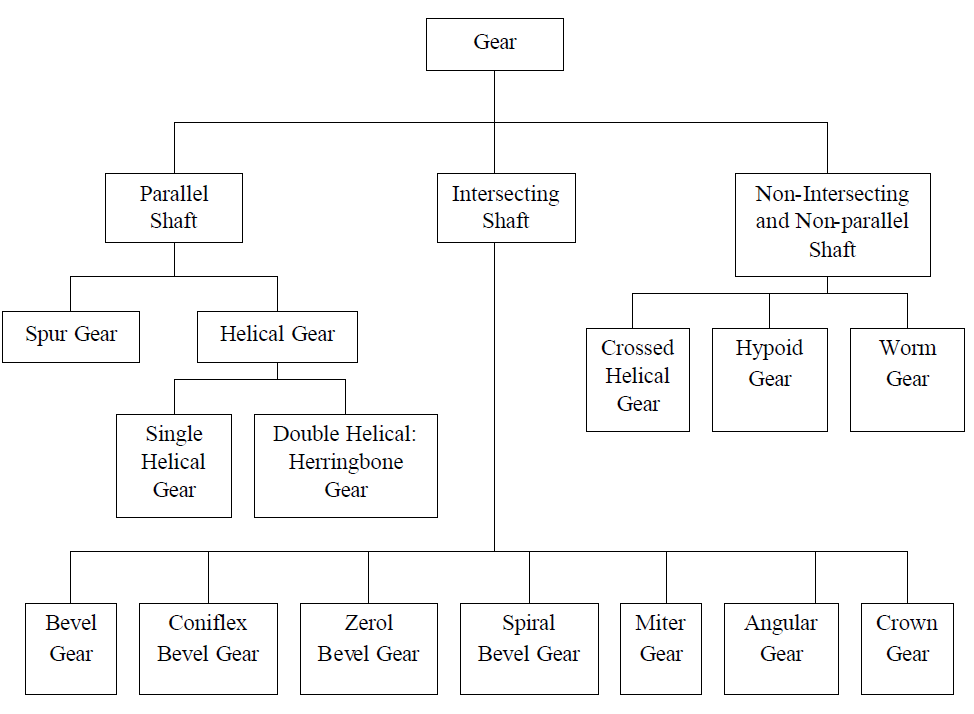 Gear
Parallel
Shaft
Intersecting
Shaft
Non-Intersecting
and Non-parallel
Shaft
Spur Gear
Helical Gear
Crossed
Helical
Gear
Hypoid
Gear
Worm
Gear
Single
Helical
Gear
Double Helical:
Herringbone
Gear
Bevel
Gear
Coniflex
Bevel Gear
Zerol
Bevel Gear
Spiral
Bevel Gear
Miter
Gear
Angular
Gear
Crown
Gear